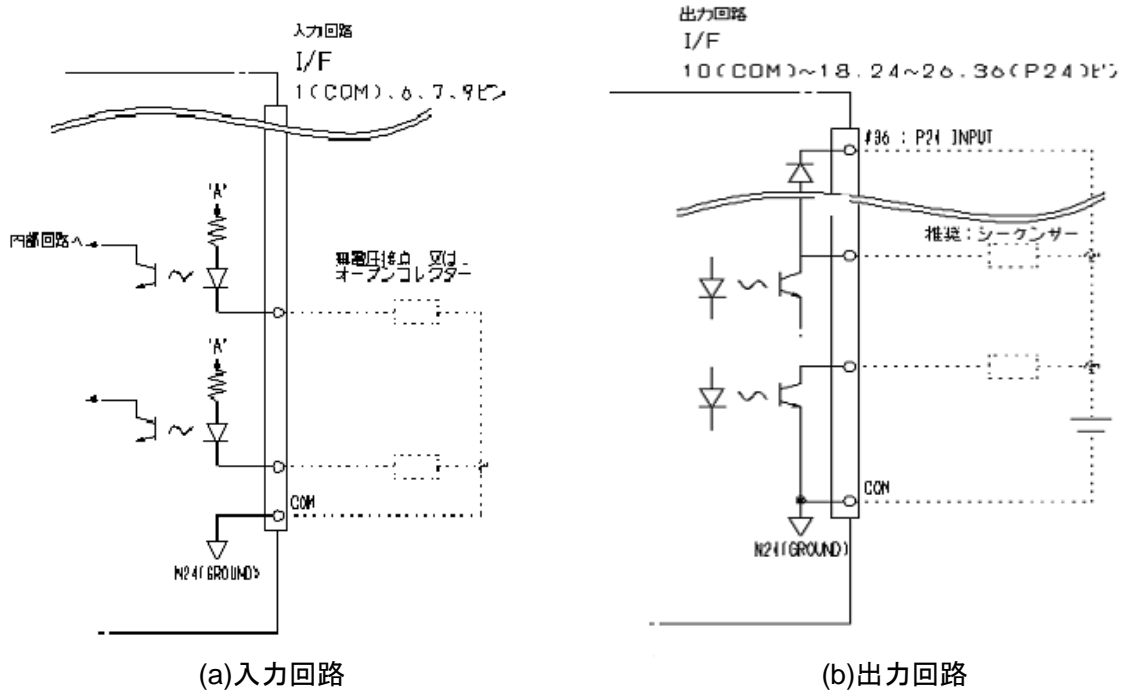 入力回路
I/F
1(COM)、6、7、9ピン
'A'
内部回路へ
無電圧接点 又は、
オープンコレクター
'A'
COM
N24(GROUND)
(a)入力回路
出力回路
I/F
10(COM)~18.24~26.36(P24)ピン
#36 : P24 INPUT
推奨:シーケンサー
COM
N24(GROUND)
(b)出力回路